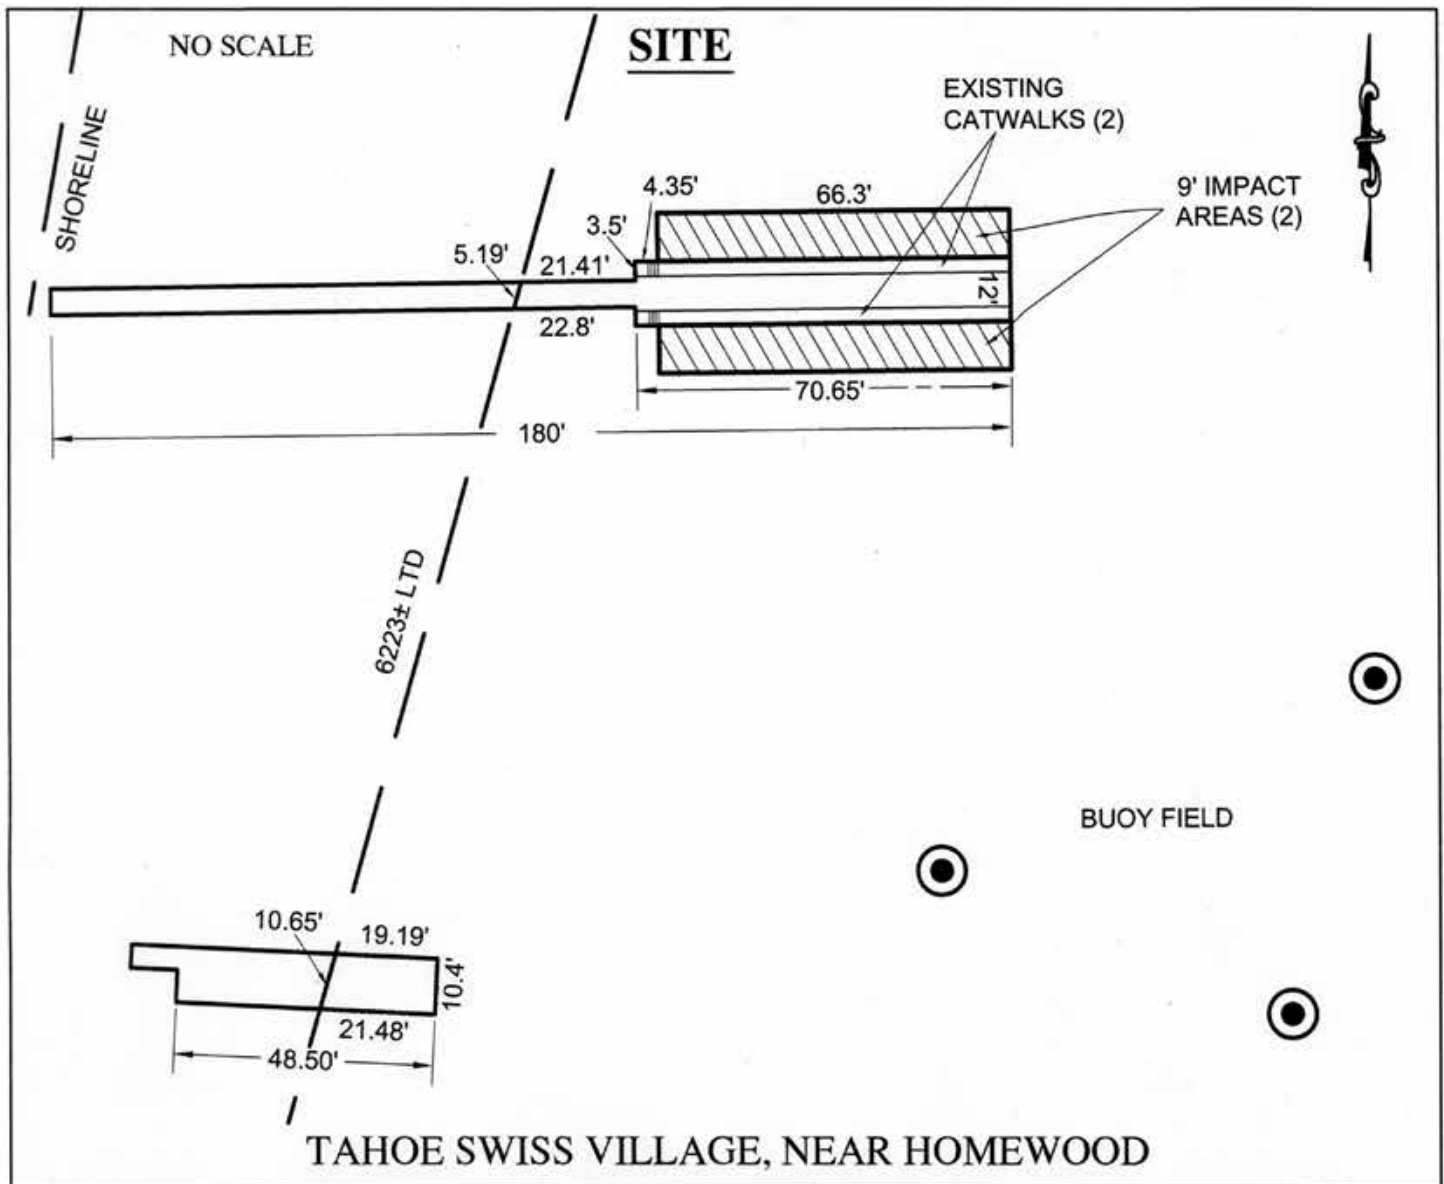 NO SCALE
SITE
SHORELINE
EXISTING
CATWALKS (2)
4.35'
66.3'
9' IMPACT
AREAS (2)
3.5'
5.19'
21.41'
12'
22.8'
70.65'
180'
6223± LTD
BUOY FIELD
10.65'
19.19'
10.4'
21.48'
48.50'
TAHOE SWISS VILLAGE, NEAR HOMEWOOD